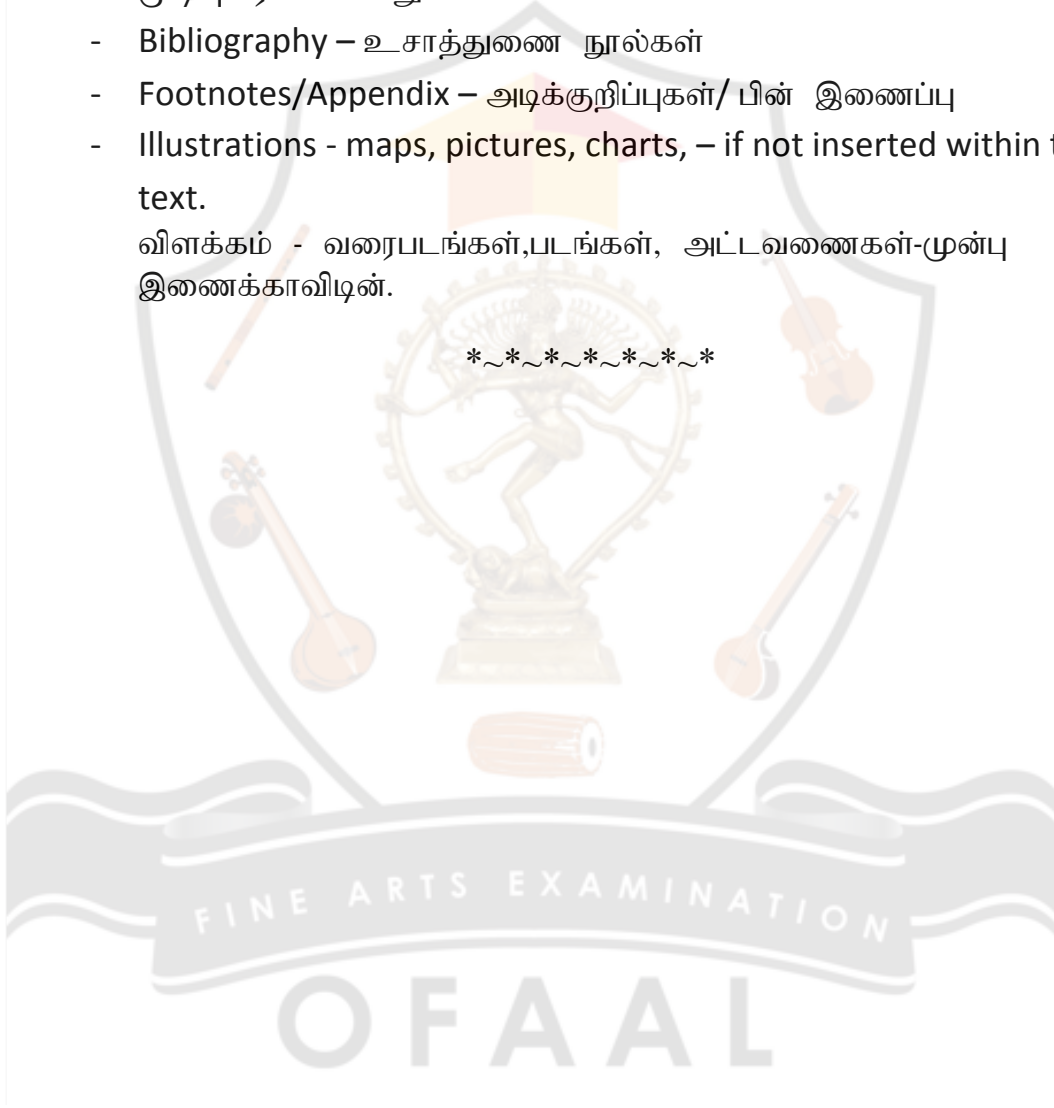 - Bibliography – உசாத்துணை நூல்கள்
- Footnotes/Appendix – அடிக்குறிப்புகள்/ பின் இணைப்பு
- Illustrations - maps, pictures, charts, – if not inserted within
text.
விளக்கம் - வரைபடங்கள்,படங்கள், அட்டவணைகள்-முன்பு
இணைக்காவிடின்.
*~*~*~*~*~*~*
FINE ARTS EXAMINATION
OFAAL